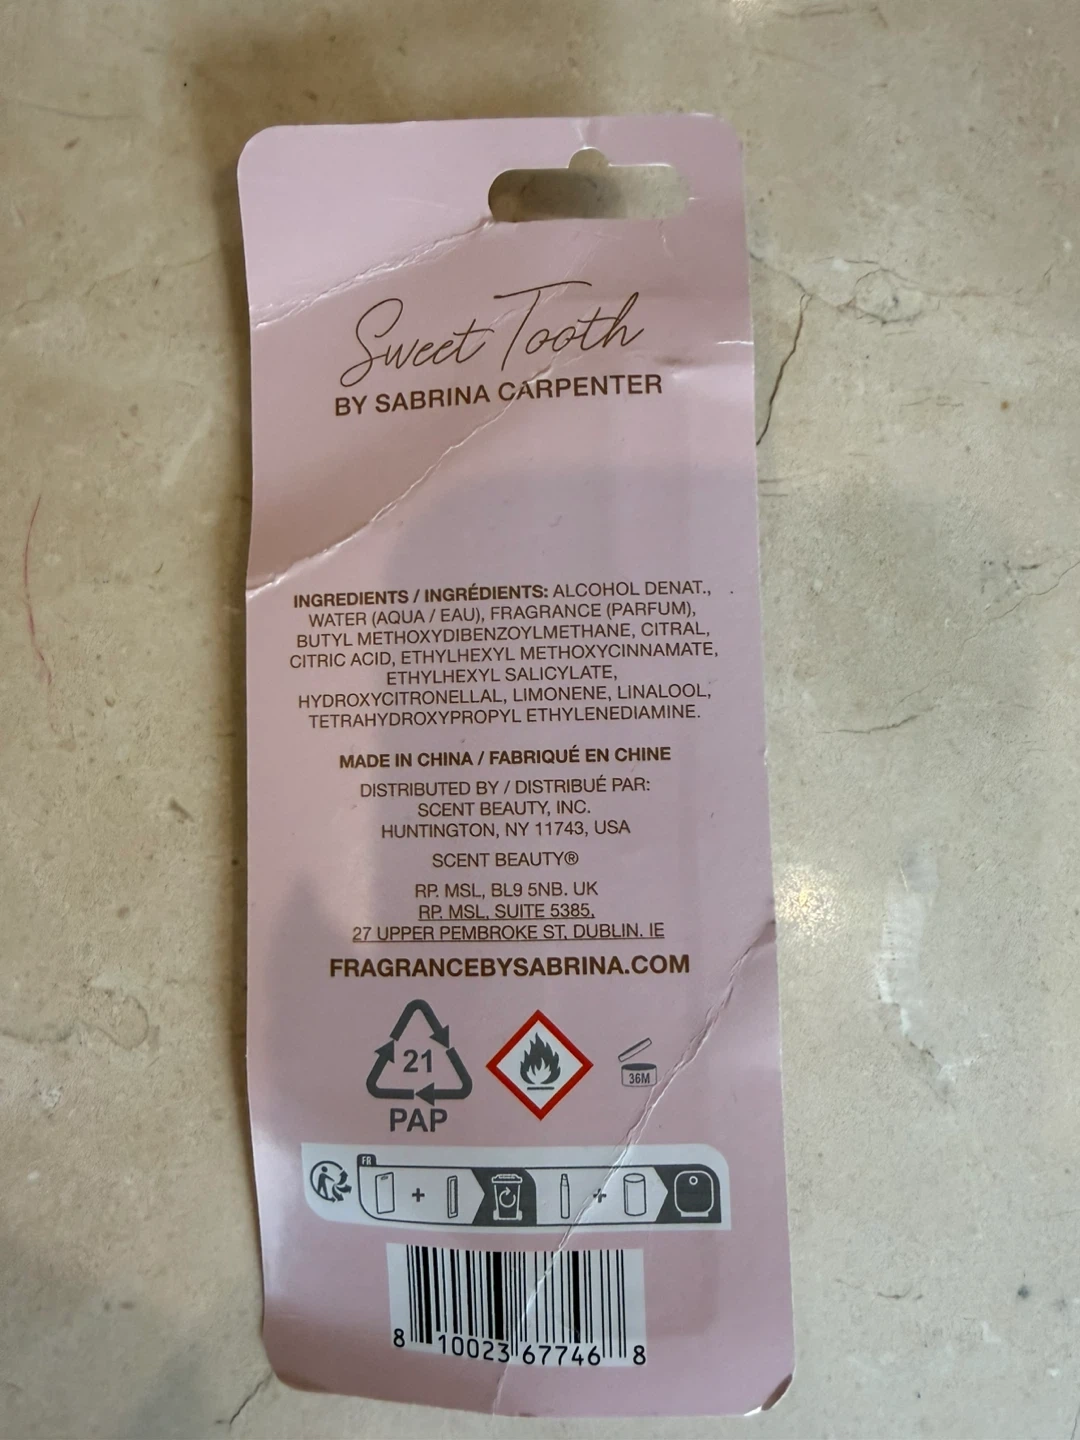 Sweet Tooth
BY SABRINA CARPENTER
INGREDIENTS / INGRÉDIENTS: ALCOHOL DENAT.,
WATER (AQUA / EAU), FRAGRANCE (PARFUM),
BUTYL METHOXYDIBENZOYLMETHANE, CITRAL,
CITRIC ACID, ETHYLHEXYL METHOXYCINNAMATE,
ETHYLHEXYL SALICYLATE,
HYDROXYCITRONELLAL, LIMONENE, LINALOOL,
TETRAHYDROXYPROPYL ETHYLENEDIAMINE.
MADE IN CHINA / FABRIQUÉ EN CHINE
DISTRIBUTED BY / DISTRIBUÉ PAR:
SCENT BEAUTY, INC.
HUNTINGTON, NY 11743, USA
SCENT BEAUTY®
RP. MSL, BL9 5NB. UK
RP. MSL, SUITE 5385,
27 UPPER PEMBROKE ST, DUBLIN. IE
FRAGRANCEBYSABRINA.COM
21
PAP
36M
FR
+ +
8 10023 67746 8